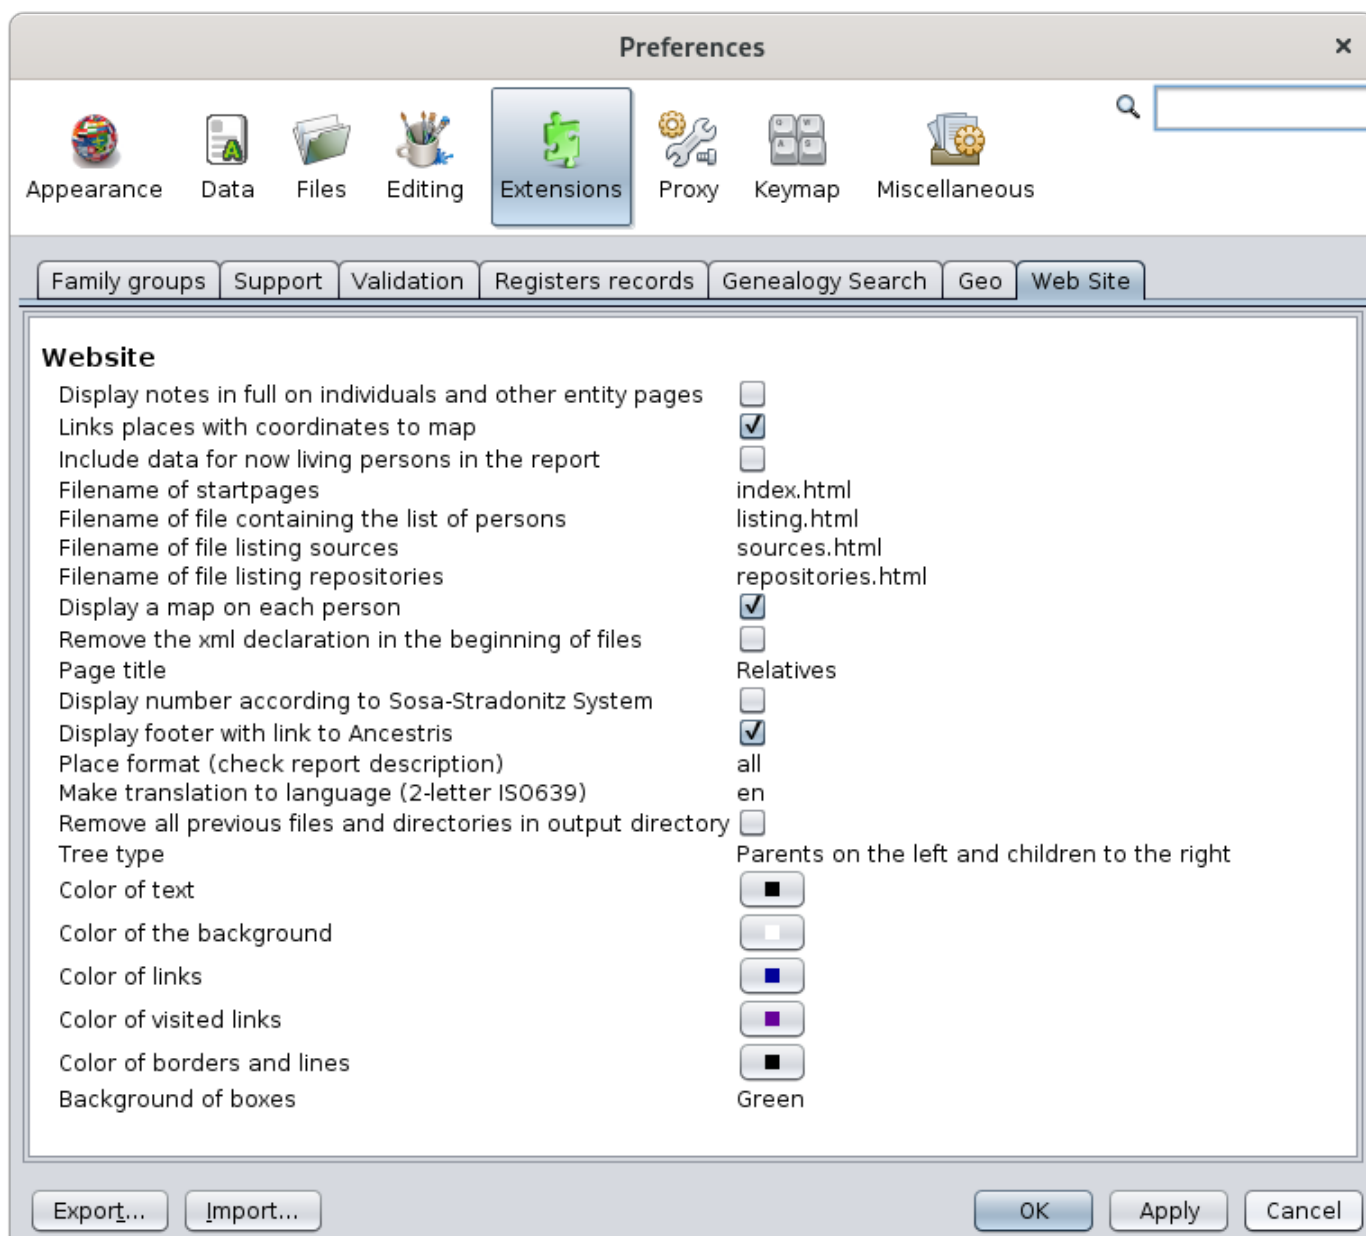 Preferences
Appearance Data Files Editing Extensions Proxy Keymap Miscellaneous
Family groups Support Validation Registers records Genealogy Search Geo Web Site
Website
Display notes in full on individuals and other entity pages
Links places with coordinates to map
Include data for now living persons in the report
Filename of startpages index.html
Filename of file containing the list of persons listing.html
Filename of file listing sources sources.html
Filename of file listing repositories repositories.html
Display a map on each person
Remove the xml declaration in the beginning of files
Page title Relatives
Display number according to Sosa-Stradonitz System
Display footer with link to Ancestris
Place format (check report description) all
Make translation to language (2-letter ISO639) en
Remove all previous files and directories in output directory
Tree type Parents on the left and children to the right
Color of text
Color of the background
Color of links
Color of visited links
Color of borders and lines
Background of boxes Green
Export... Import... OK Apply Cancel